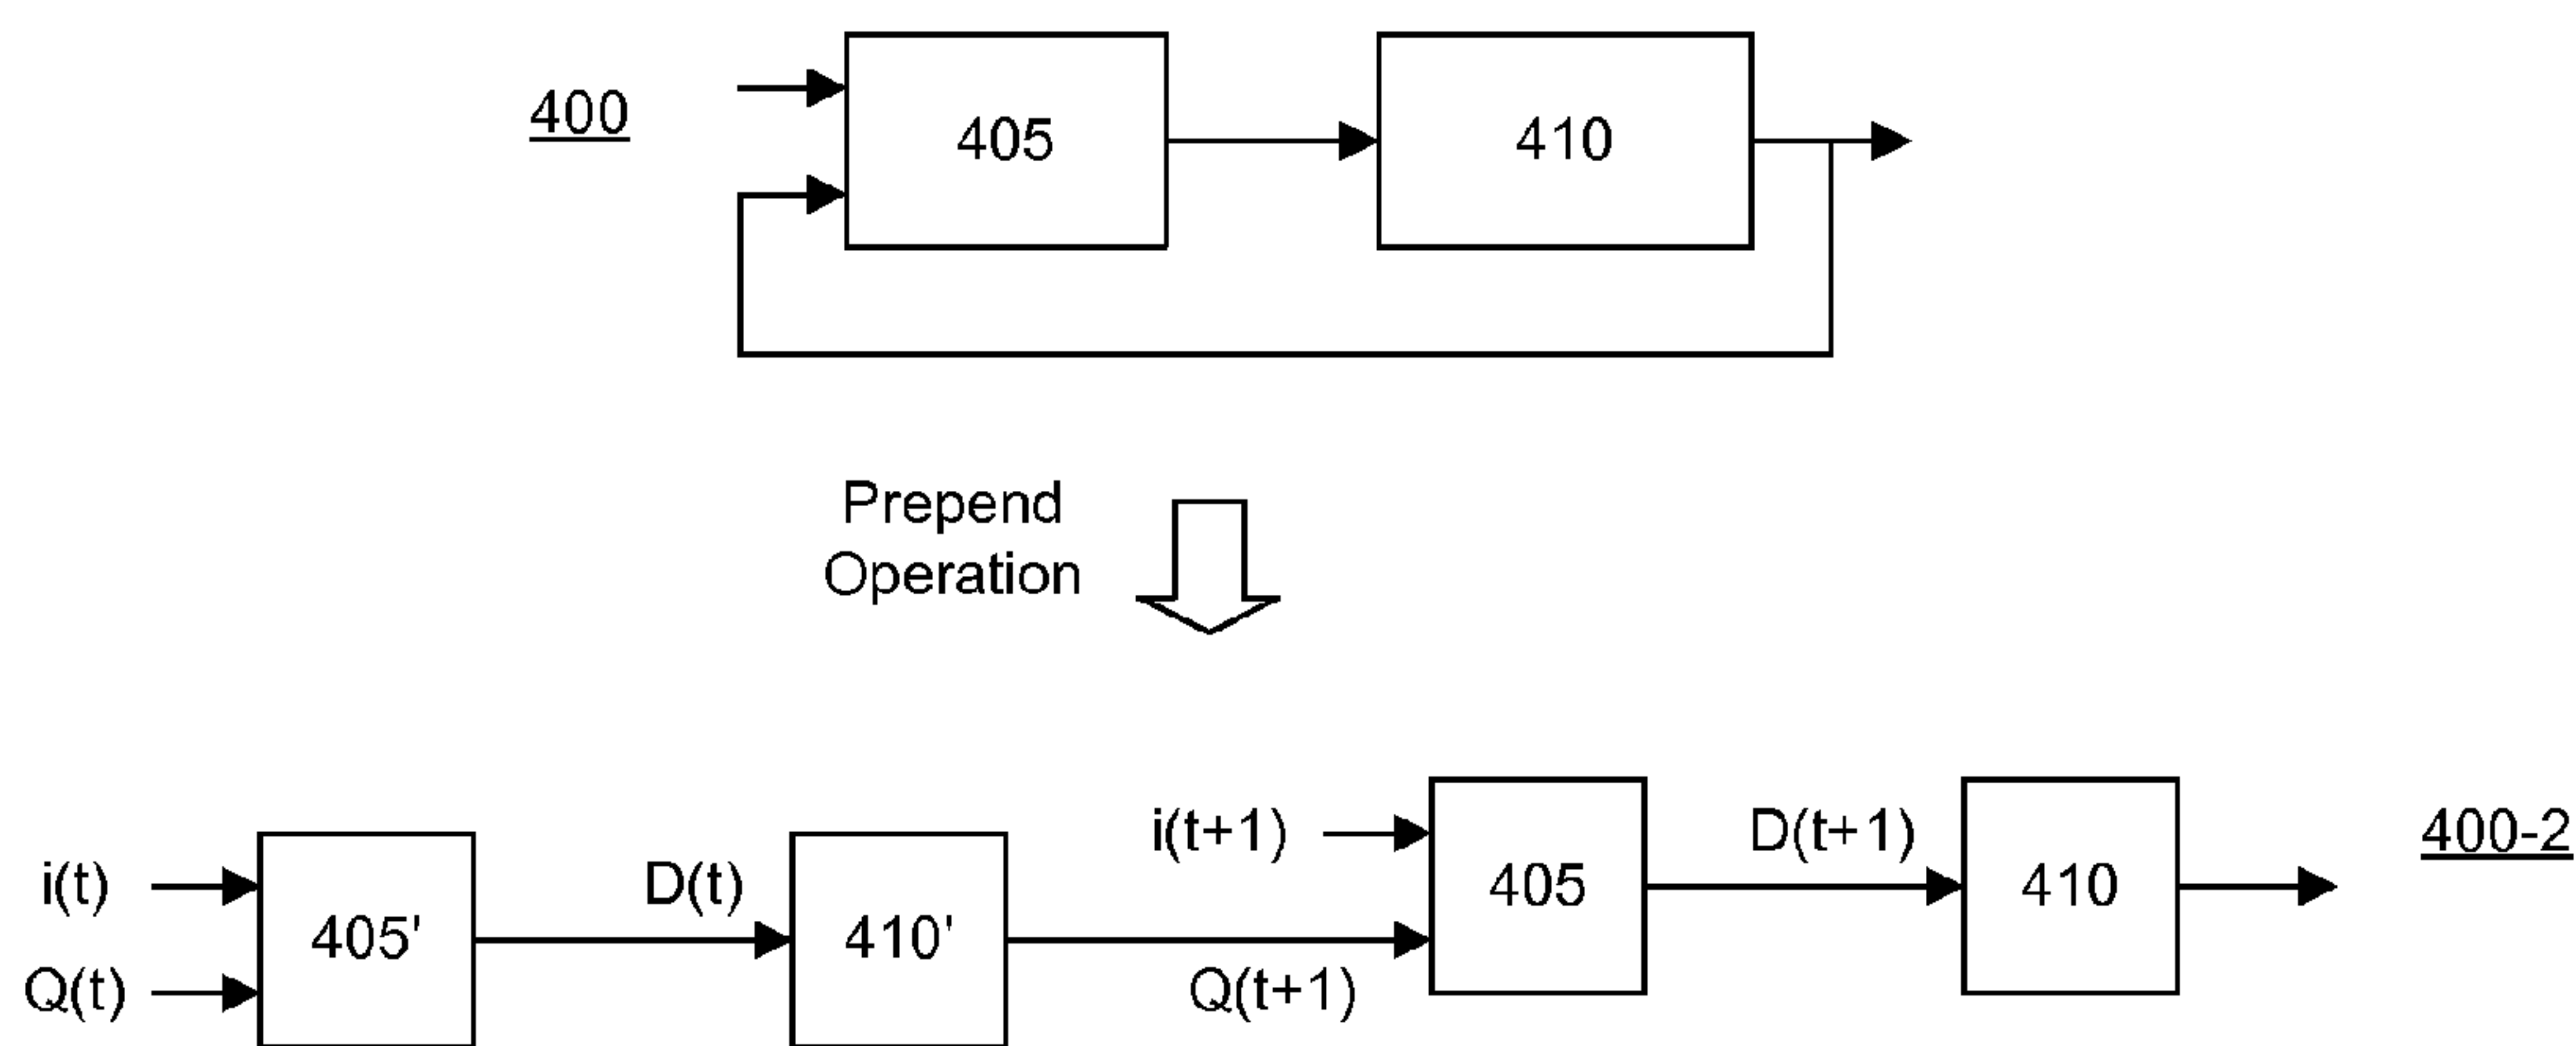 400
405
410
Prepend
Operation
i(t)
Q(t)
405'
D(t)
410'
i(t+1)
Q(t+1)
405
D(t+1)
410
400-2